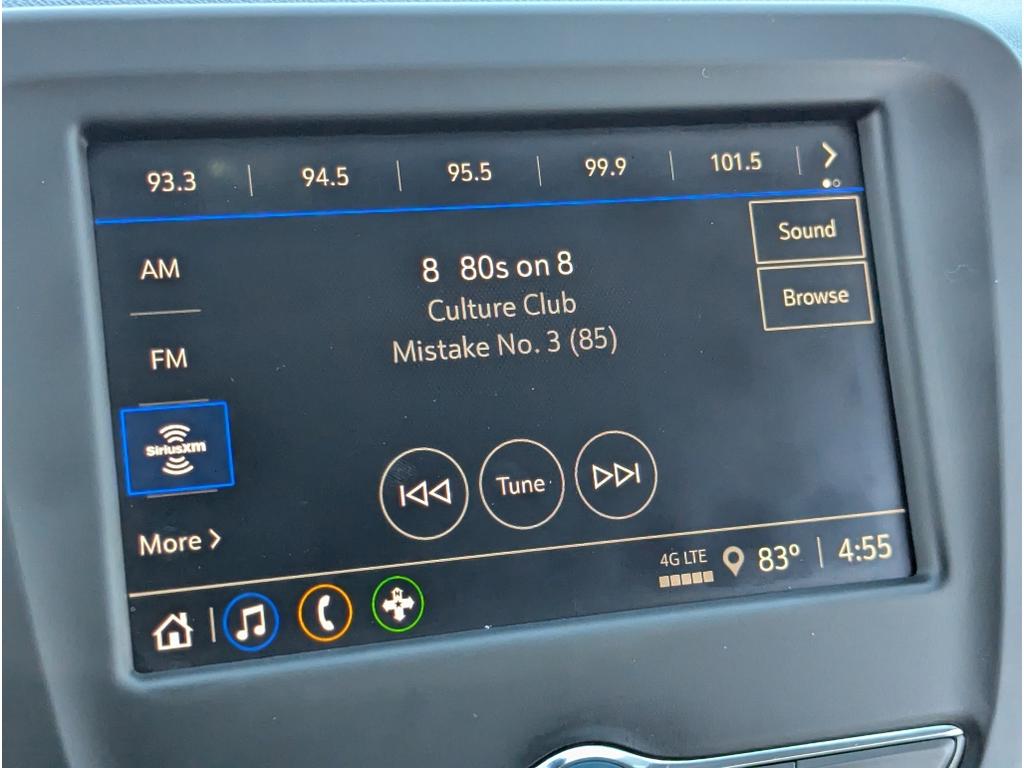 93.3 94.5 95.5 99.9 101.5
Sound
AM
8 80s on 8
Browse
Culture Club
Mistake No. 3 (85)
FM
SiriusXM
Tune
More
4G LTE 83° 4:55
N